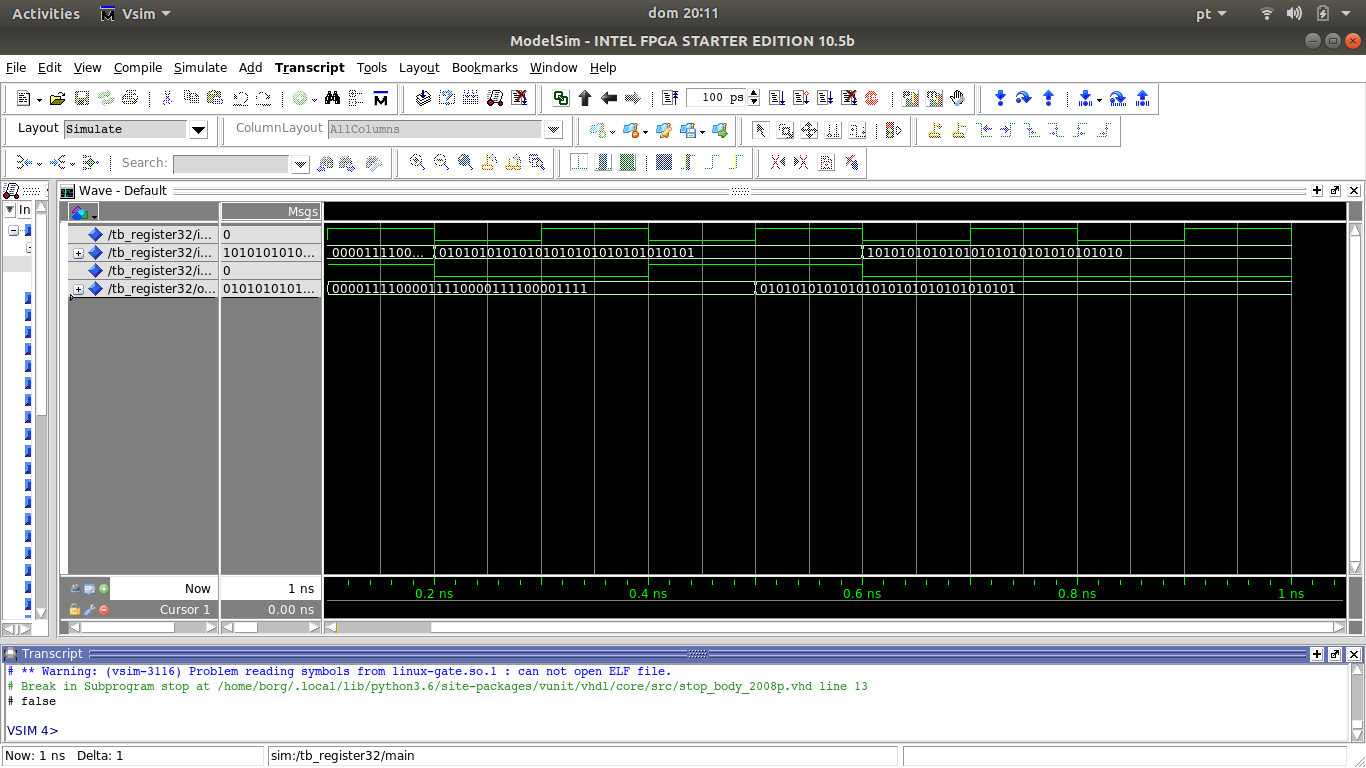 Activities Vsim dom 20:11 pt
ModelSim - INTEL FPGA STARTER EDITION 10.5b
File Edit View Compile Simulate Add Transcript Tools Layout Bookmarks Window Help
100 ps
Layout Simulate ColumnLayout AllColumns
Search:
Wave - Default
In
Msgs
/tb_register32/i... 0
/tb_register32/i... 1010101010... 0000111100... 01010101010101010101010101010101 10101010101010101010101010101010
/tb_register32/i... 0
/tb_register32/o... 0101010101... 00001111000011110000111100001111 01010101010101010101010101010101
Now 1 ns 0.2 ns 0.4 ns 0.6 ns 0.8 ns 1 ns
Cursor 1 0.00 ns
Transcript
# ** Warning: (vsim-3116) Problem reading symbols from linux-gate.so.1 : can not open ELF file.
# Break in Subprogram stop at /home/borg/.local/lib/python3.6/site-packages/vunit/vhdl/core/src/stop_body_2008p.vhd line 13
# false
VSIM 4>
Now: 1 ns Delta: 1 sim:/tb_register32/main